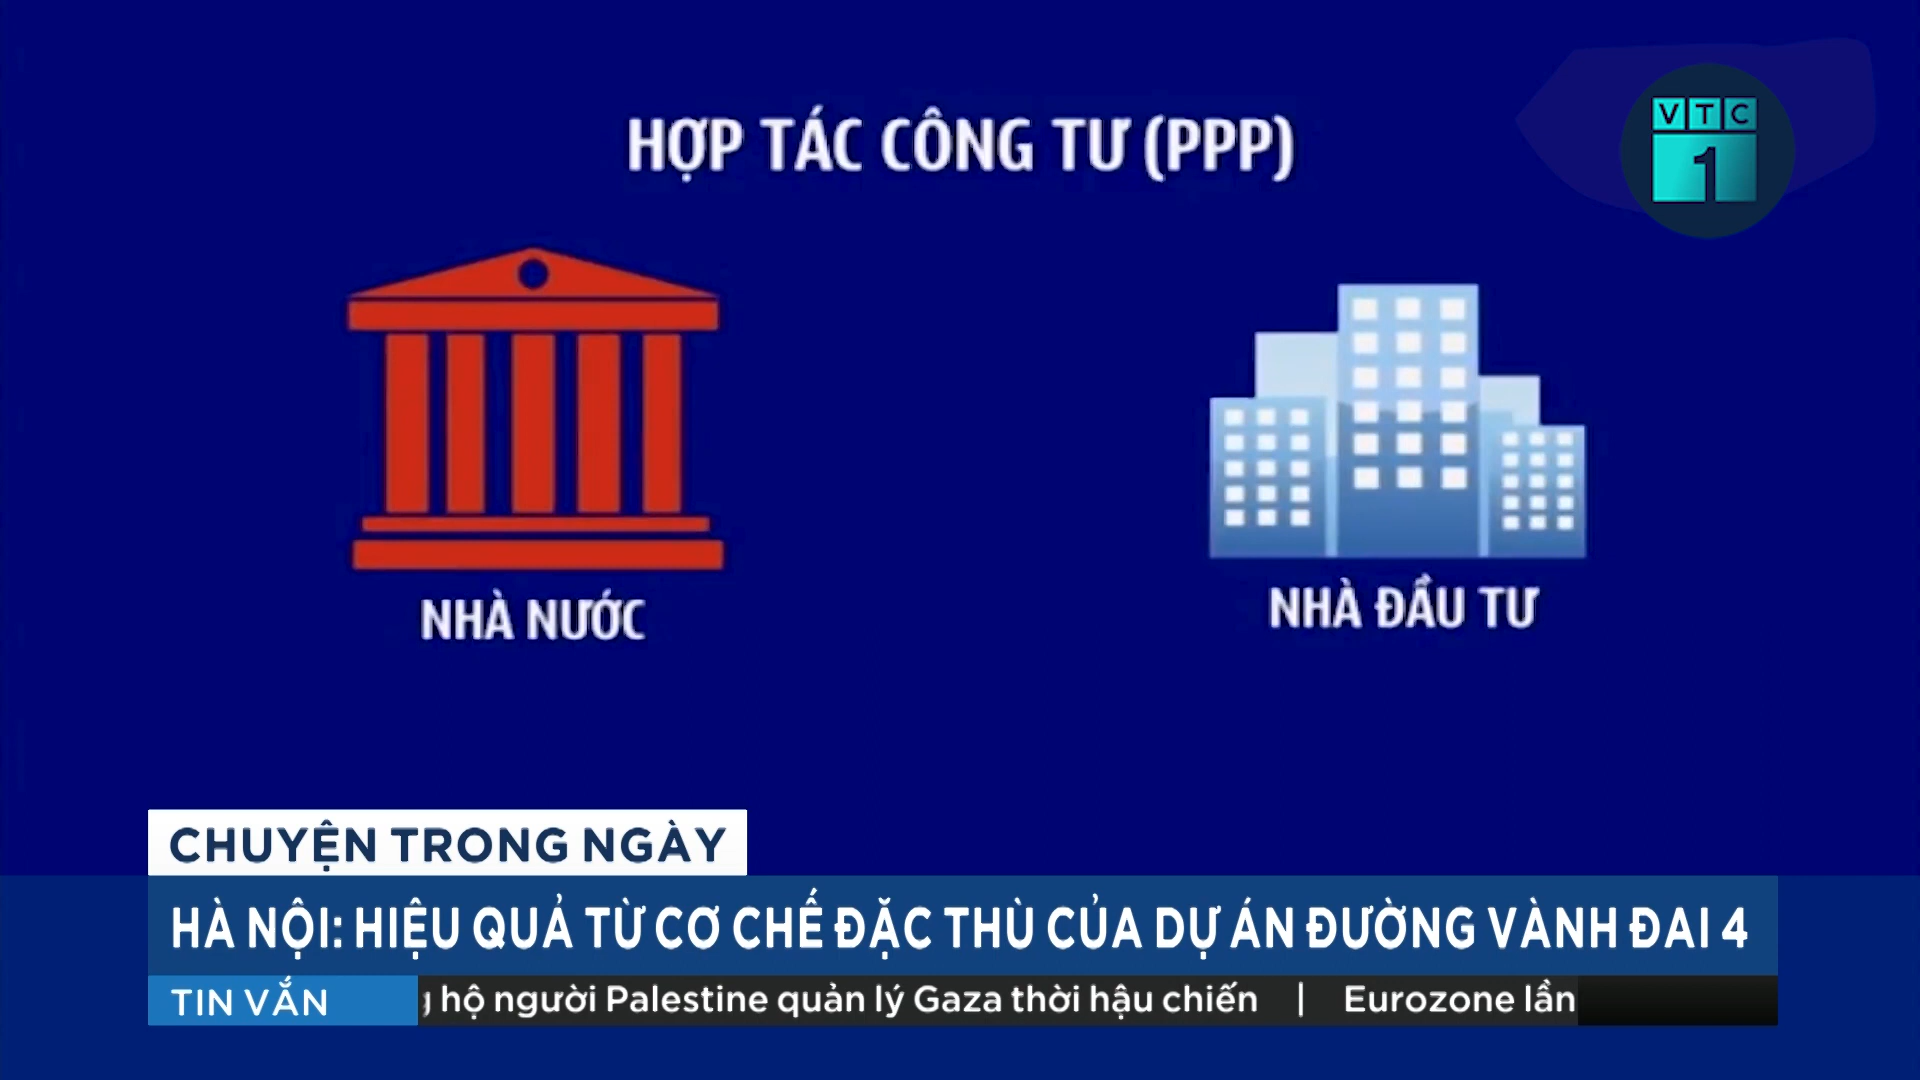 HỢP TÁC CÔNG TƯ (PPP)
VTC
1
NHÀ NƯỚC
NHÀ ĐẦU TƯ
CHUYỆN TRONG NGÀY
HÀ NỘI: HIỆU QUẢ TỪ CƠ CHẾ ĐẶC THÙ CỦA DỰ ÁN ĐƯỜNG VÀNH ĐAI 4
TIN VẮN
hộ người Palestine quản lý Gaza thời hậu chiến | Eurozone lần